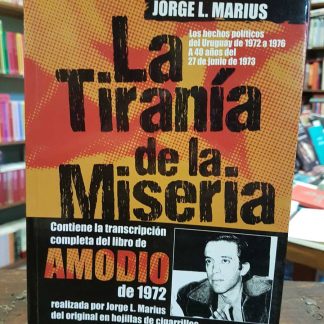 JORGE L. MARIUS
Los hechos políticos
del Uruguay de 1972 a 1976
A 40 años del
27 de junio de 1973
La
Tiranía
de la
Miseria
Contiene la transcripción
completa del libro de
AMODIO
de 1972
realizada por Jorge L. Marius
del original en hojillas de cigarrillos